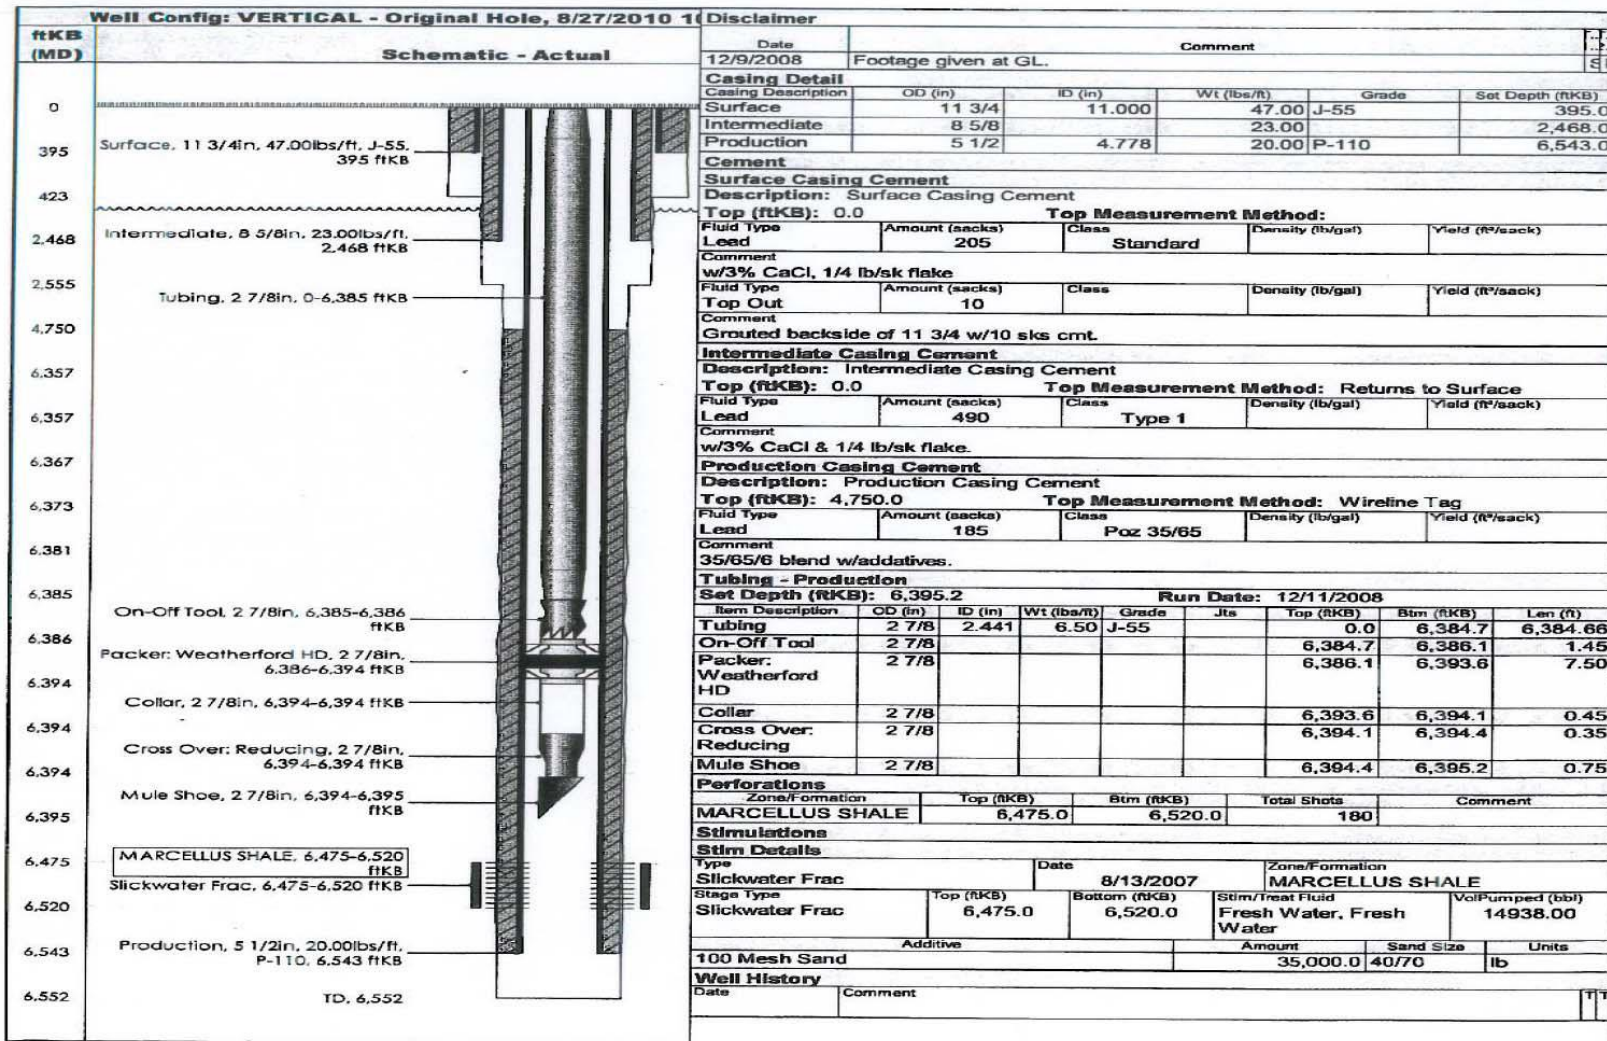 Well Config: VERTICAL - Original Hole, 8/27/2010 1
ftKB
(MD)
Schematic - Actual
0
395
423
2,468
2,555
4,750
6,357
6,357
6,367
6,373
6,381
6,385
6,386
6,394
6,394
6,394
6,395
6,475
6,520
6,543
6,552
Surface, 11 3/4in, 47.00lbs/ft, J-55,
395 ftKB
Intermediate, 8 5/8in, 23.00lbs/ft,
2,468 ftKB
Tubing, 2 7/8in, 0-6,385 ftKB
On-Off Tool, 2 7/8in, 6,385-6,386
ftKB
Packer: Weatherford HD, 2 7/8in,
6,386-6,394 ftKB
Collar, 2 7/8in, 6,394-6,394 ftKB
Cross Over: Reducing, 2 7/8in,
6,394-6,394 ftKB
Mule Shoe, 2 7/8in, 6,394-6,395
ftKB
MARCELLUS SHALE, 6,475-6,520
ftKB
Slickwater Frac, 6,475-6,520 ftKB
Production, 5 1/2in, 20.00lbs/ft,
P-110, 6,543 ftKB
TD, 6,552
Disclaimer
Date Comment
12/9/2008 Footage given at GL.
Casing Detail
Casing Description OD (in) ID (in) Wt (lbs/ft) Grade Set Depth (ftKB)
Surface 11 3/4 11.000 47.00 J-55 395.0
Intermediate 8 5/8 23.00 2,468.0
Production 5 1/2 4.778 20.00 P-110 6,543.0
Cement
Surface Casing Cement
Description: Surface Casing Cement
Top (ftKB): 0.0 Top Measurement Method:
Fluid Type Amount (sacks) Class Density (lb/gal) Yield (ft³/sack)
Lead 205 Standard
Comment
w/3% CaCl, 1/4 lb/sk flake
Fluid Type Amount (sacks) Class Density (lb/gal) Yield (ft³/sack)
Top Out 10
Comment
Grouted backside of 11 3/4 w/10 sks cmt.
Intermediate Casing Cement
Description: Intermediate Casing Cement
Top (ftKB): 0.0 Top Measurement Method: Returns to Surface
Fluid Type Amount (sacks) Class Density (lb/gal) Yield (ft³/sack)
Lead 490 Type 1
Comment
w/3% CaCl & 1/4 lb/sk flake.
Production Casing Cement
Description: Production Casing Cement
Top (ftKB): 4,750.0 Top Measurement Method: Wireline Tag
Fluid Type Amount (sacks) Class Density (lb/gal) Yield (ft³/sack)
Lead 185 Poz 35/65
Comment
35/65/6 blend w/addatives.
Tubing - Production
Set Depth (ftKB): 6,395.2 Run Date: 12/11/2008
Item Description OD (in) ID (in) Wt (lbs/ft) Grade Jts Top (ftKB) Btm (ftKB) Len (ft)
Tubing 2 7/8 2.441 6.50 J-55 0.0 6,384.7 6,384.66
On-Off Tool 2 7/8 6,384.7 6,386.1 1.45
Packer: 2 7/8 6,386.1 6,393.6 7.50
Weatherford
HD
Collar 2 7/8 6,393.6 6,394.1 0.45
Cross Over: 2 7/8 6,394.1 6,394.4 0.35
Reducing
Mule Shoe 2 7/8 6,394.4 6,395.2 0.75
Perforations
Zone/Formation Top (ftKB) Btm (ftKB) Total Shots Comment
MARCELLUS SHALE 6,475.0 6,520.0 180
Stimulations
Stim Details
Type Date Zone/Formation
Slickwater Frac 8/13/2007 MARCELLUS SHALE
Stage Type Top (ftKB) Bottom (ftKB) Stim/Treat Fluid VolPumped (bbl)
Slickwater Frac 6,475.0 6,520.0 Fresh Water, Fresh 14938.00
Water
Additive Amount Sand Size Units
100 Mesh Sand 35,000.0 40/70 lb
Well History
Date Comment